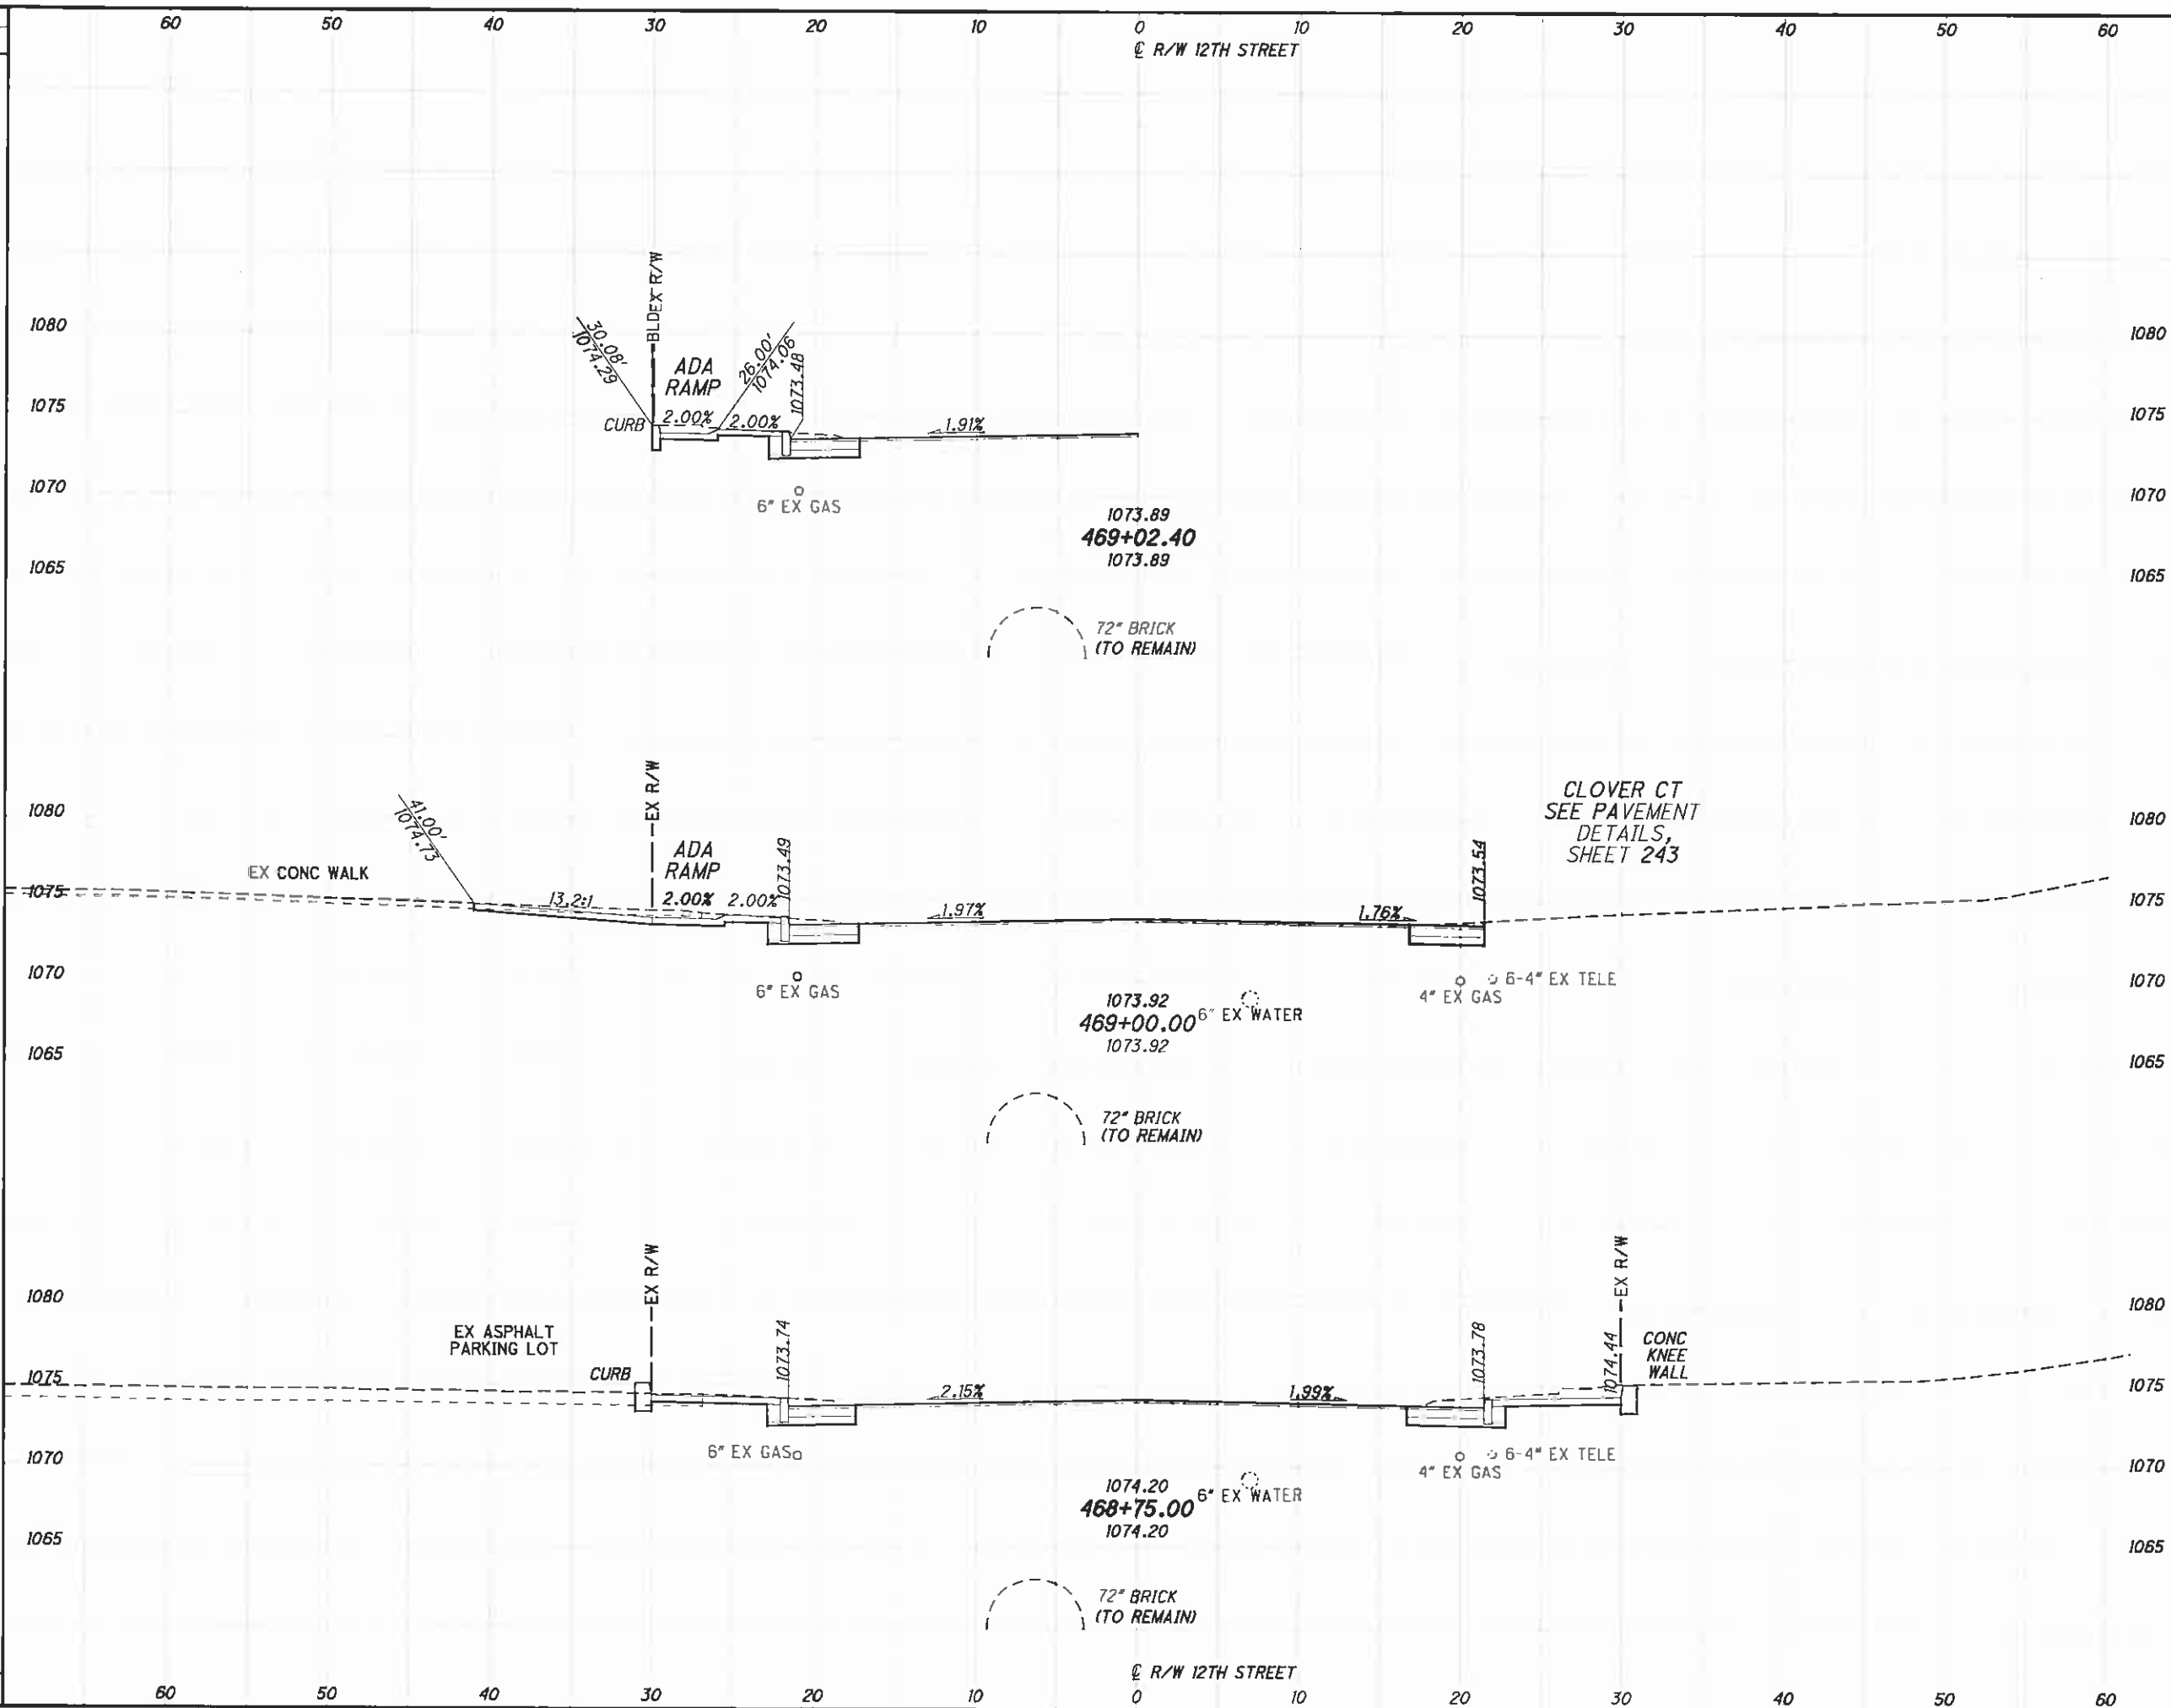 60 50 40 30 20 10 0 10 20 30 40 50 60
℄ R/W 12TH STREET
BLDEX R/W
1080 1080
30.08'
1074.29
ADA
RAMP
26.00'
1074.06
1073.48
1075 1075
CURB 2.00% 2.00% 1.91%
1070 1070
6" EX GAS
1073.89
469+02.40
1073.89
1065 1065
72" BRICK
(TO REMAIN)
EX R/W
CLOVER CT
SEE PAVEMENT
DETAILS,
SHEET 243
1080 1080
41.00'
1074.73
ADA
RAMP
1073.49
1073.54
EX CONC WALK
1075 1075
13.2:1 2.00% 2.00% 1.97% 1.76%
1070 1070
6" EX GAS
4" EX GAS
6-4" EX TELE
1073.92
469+00.00
1073.92
6" EX WATER
1065 1065
72" BRICK
(TO REMAIN)
EX R/W
EX R/W
1080 1080
EX ASPHALT
PARKING LOT
1073.74
1073.78
1074.44
CONC
KNEE
WALL
CURB
1075 1075
2.15% 1.99%
1070 1070
6" EX GAS
4" EX GAS
6-4" EX TELE
1074.20
468+75.00
1074.20
6" EX WATER
1065 1065
72" BRICK
(TO REMAIN)
℄ R/W 12TH STREET
60 50 40 30 20 10 0 10 20 30 40 50 60